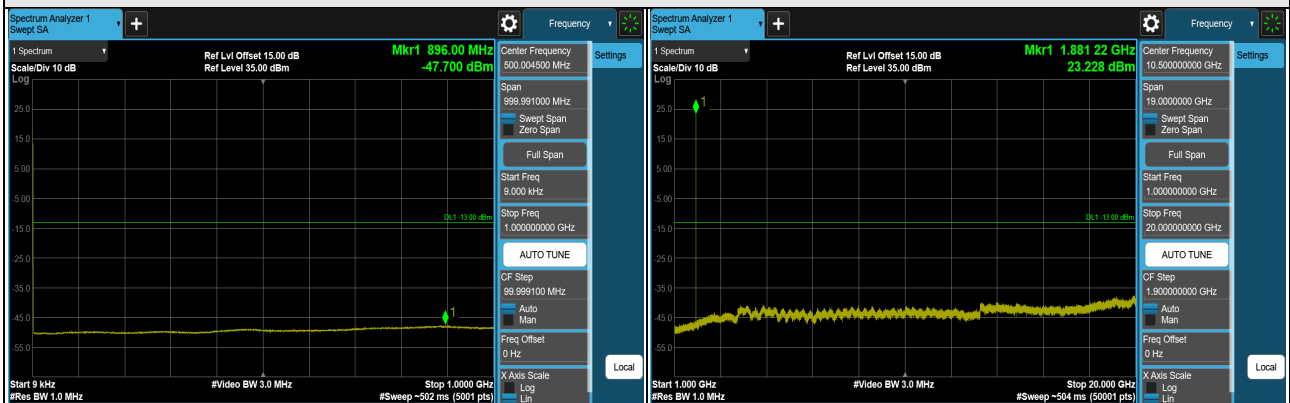 Spectrum Analyzer 1
Swept SA
+
Frequency
1 Spectrum
Scale/Div 10 dB
Log
Ref Lvl Offset 15.00 dB
Ref Level 35.00 dBm
Mkr1 896.00 MHz
-47.700 dBm
25.0
15.0
5.00
-5.00
-15.0
-25.0
-35.0
-45.0
-55.0
DL1 -13.00 dBm
1
Start 9 kHz
#Res BW 1.0 MHz
#Video BW 3.0 MHz
Stop 1.0000 GHz
#Sweep ~502 ms (5001 pts)
Center Frequency
500.004500 MHz
Settings
Span
999.991000 MHz
Swept Span
Zero Span
Full Span
Start Freq
9.000 kHz
Stop Freq
1.000000000 GHz
AUTO TUNE
CF Step
99.999100 MHz
Auto
Man
Freq Offset
0 Hz
X Axis Scale
Log
Lin
Local
Spectrum Analyzer 1
Swept SA
+
Frequency
1 Spectrum
Scale/Div 10 dB
Log
Ref Lvl Offset 15.00 dB
Ref Level 35.00 dBm
Mkr1 1.881 22 GHz
23.228 dBm
25.0
15.0
5.00
-5.00
-15.0
-25.0
-35.0
-45.0
-55.0
1
DL1 -13.00 dBm
Start 1.000 GHz
#Res BW 1.0 MHz
#Video BW 3.0 MHz
Stop 20.000 GHz
#Sweep ~504 ms (50001 pts)
Center Frequency
10.500000000 GHz
Settings
Span
19.0000000 GHz
Swept Span
Zero Span
Full Span
Start Freq
1.000000000 GHz
Stop Freq
20.000000000 GHz
AUTO TUNE
CF Step
1.900000000 GHz
Auto
Man
Freq Offset
0 Hz
X Axis Scale
Log
Lin
Local